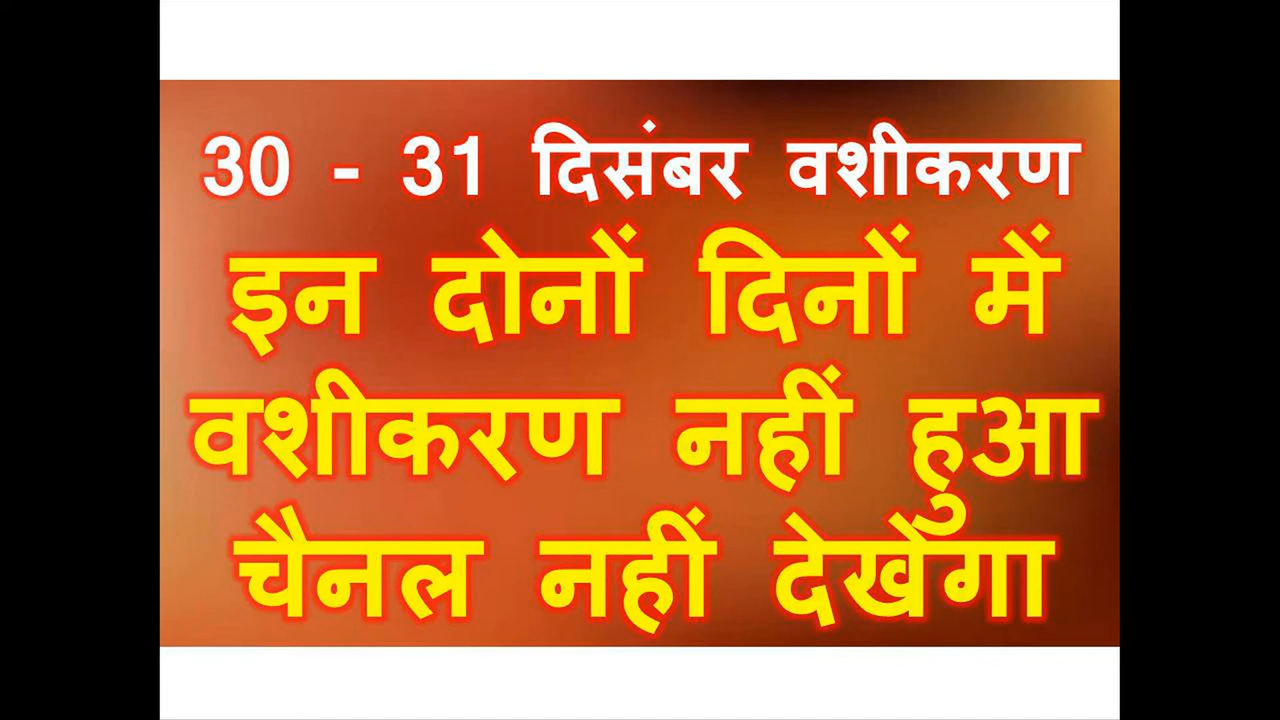 30 - 31 दिसंबर वशीकरण
इन दोनों दिनों में
वशीकरण नहीं हुआ
चैनल नहीं देखेगा